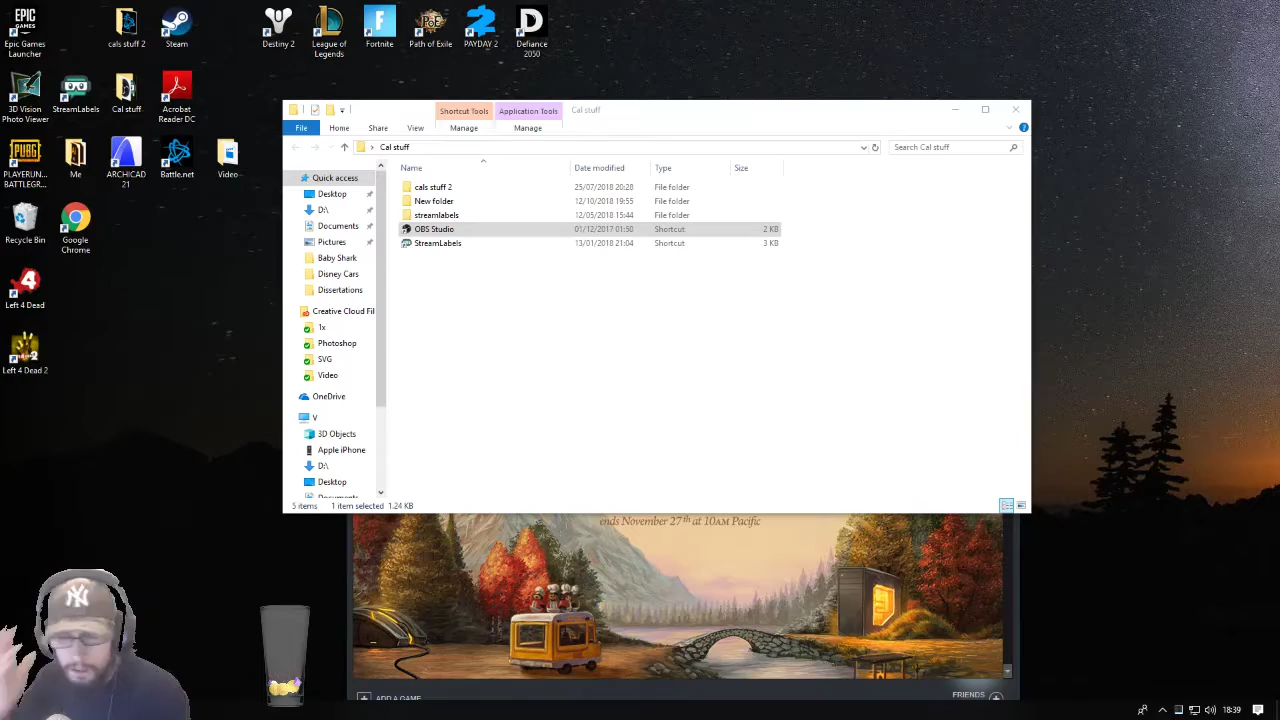 EPIC
GAMES
Epic Games
Launcher
cals stuff 2
Steam
Destiny 2
League of
Legends
Fortnite
PoE
Path of Exile
PAYDAY 2
Defiance
2050
3D Vision
Photo Viewer
StreamLabels
Cal stuff
Acrobat
Reader DC
PUBG
PLAYERUN...
BATTLEGR...
Me
ARCHICAD
21
Battle.net
Video
Recycle Bin
Google
Chrome
Left 4 Dead
Left 4 Dead 2
Shortcut Tools
Application Tools
Cal stuff
File
Home
Share
View
Manage
Manage
Cal stuff
Search Cal stuff
Name
Date modified
Type
Size
cals stuff 2
25/07/2018 20:28
File folder
New folder
12/10/2018 19:55
File folder
streamlabels
12/05/2018 15:44
File folder
OBS Studio
01/12/2017 01:50
Shortcut
2 KB
StreamLabels
13/01/2018 21:04
Shortcut
3 KB
Quick access
Desktop
D:\
Documents
Pictures
Baby Shark
Disney Cars
Dissertations
Creative Cloud Fil
1x
Photoshop
SVG
Video
OneDrive
V
3D Objects
Apple iPhone
D:\
Desktop
Documents
5 items
1 item selected 1.24 KB
ends November 27th at 10AM Pacific
ADD A GAME
FRIENDS
18:39